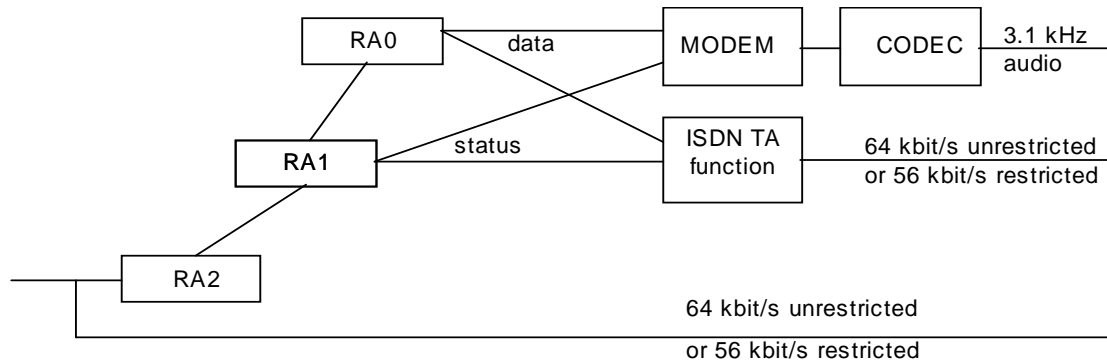 RA0
data
MODEM
CODEC
3.1 kHz
audio
RA1
status
ISDN TA
function
64 kbit/s unrestricted
or 56 kbit/s restricted
RA2
64 kbit/s unrestricted
or 56 kbit/s restricted